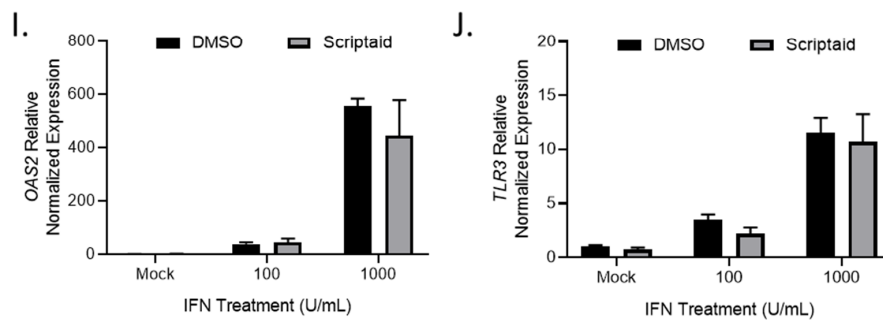 I.
DMSO Scriptaid
OAS2 Relative
Normalized Expression
800
600
400
200
0
Mock 100 1000
IFN Treatment (U/mL)
J.
DMSO Scriptaid
TLR3 Relative
Normalized Expression
20
15
10
5
0
Mock 100 1000
IFN Treatment (U/mL)